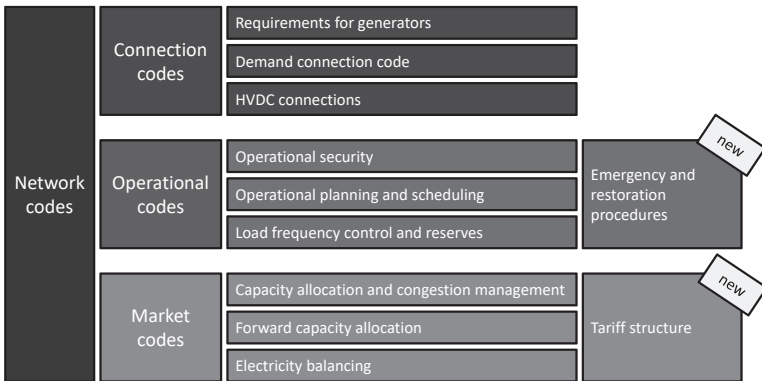 Network
codes
Connection
codes
Requirements for generators
Demand connection code
HVDC connections
Operational
codes
Operational security
Operational planning and scheduling
Load frequency control and reserves
Emergency and
restoration
procedures
new
Market
codes
Capacity allocation and congestion management
Forward capacity allocation
Electricity balancing
Tariff structure
new